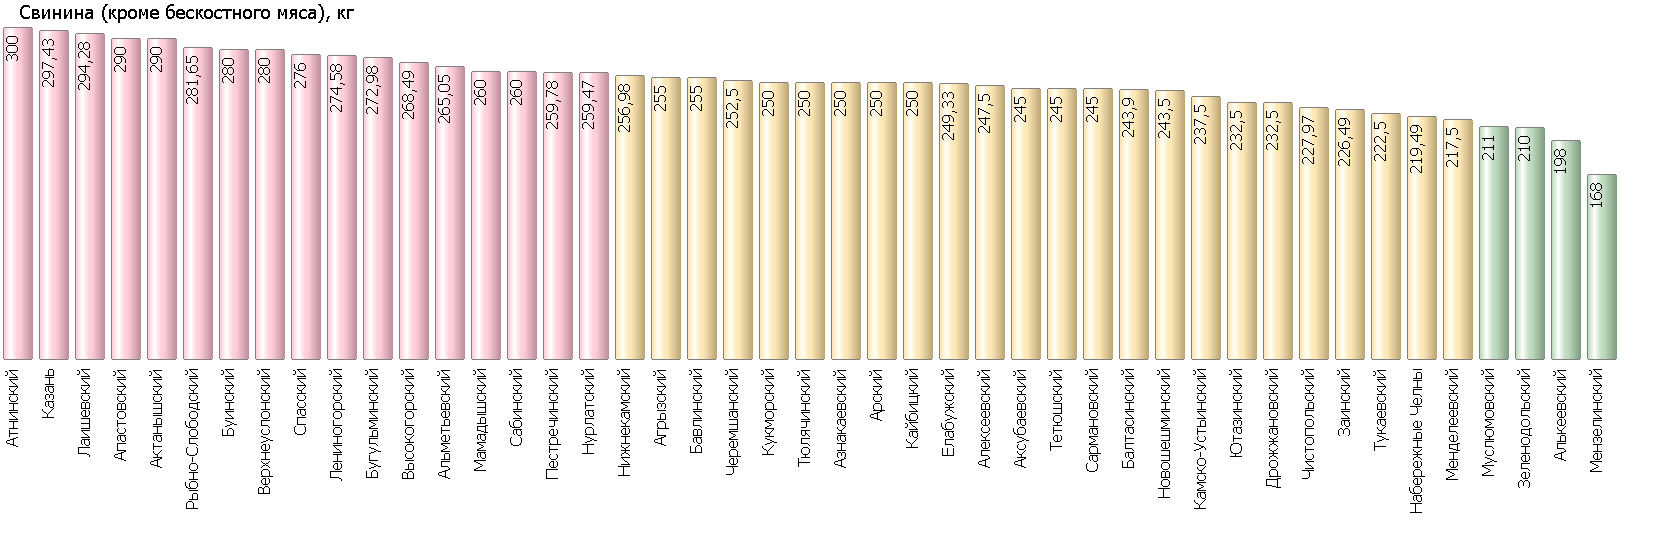 Свинина (кроме бескостного мяса), кг
300
297,43
294,28
290
290
281,65
280
280
276
274,58
272,98
268,49
265,05
260
260
259,78
259,47
256,98
255
255
252,5
250
250
250
250
250
249,33
247,5
245
245
245
243,9
243,5
237,5
232,5
232,5
227,97
226,49
222,5
219,49
217,5
211
210
198
168
Атнинский
Казань
Лаишевский
Апастовский
Актанышский
Рыбно-Слободский
Буинский
Верхнеуслонский
Спасский
Лениногорский
Бугульминский
Высокогорский
Альметьевский
Мамадышский
Сабинский
Пестречинский
Нурлатский
Нижнекамский
Агрызский
Бавлинский
Черемшанский
Кукморский
Тюлячинский
Азнакаевский
Арский
Кайбицкий
Елабужский
Алексеевский
Аксубаевский
Тетюшский
Сармановский
Балтасинский
Новошешминский
Камско-Устьинский
Ютазинский
Дрожжановский
Чистопольский
Заинский
Тукаевский
Набережные Челны
Менделеевский
Муслюмовский
Зеленодольский
Алькеевский
Мензелинский